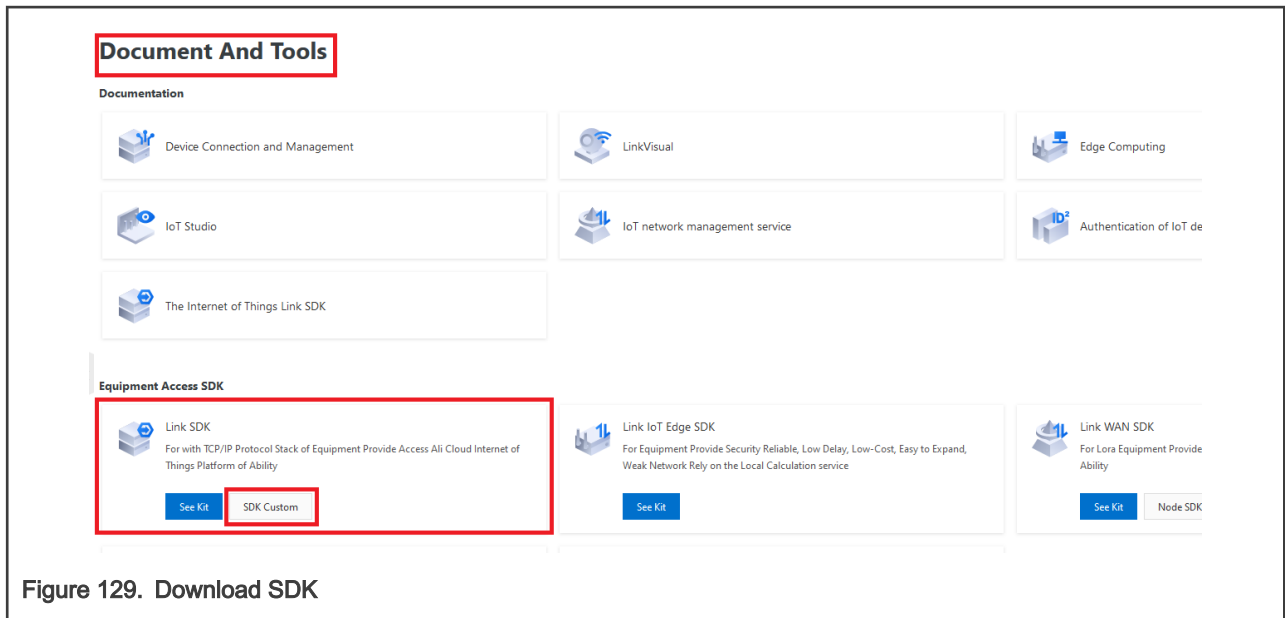 Document And Tools
Documentation
Device Connection and Management
LinkVisual
Edge Computing
IoT Studio
IoT network management service
ID²
Authentication of IoT de
The Internet of Things Link SDK
Equipment Access SDK
Link SDK
For with TCP/IP Protocol Stack of Equipment Provide Access Ali Cloud Internet of
Things Platform of Ability
See Kit
SDK Custom
Link IoT Edge SDK
For Equipment Provide Security Reliable, Low Delay, Low-Cost, Easy to Expand,
Weak Network Rely on the Local Calculation service
See Kit
Link WAN SDK
For Lora Equipment Provide
Ability
See Kit
Node SDK
Figure 129. Download SDK